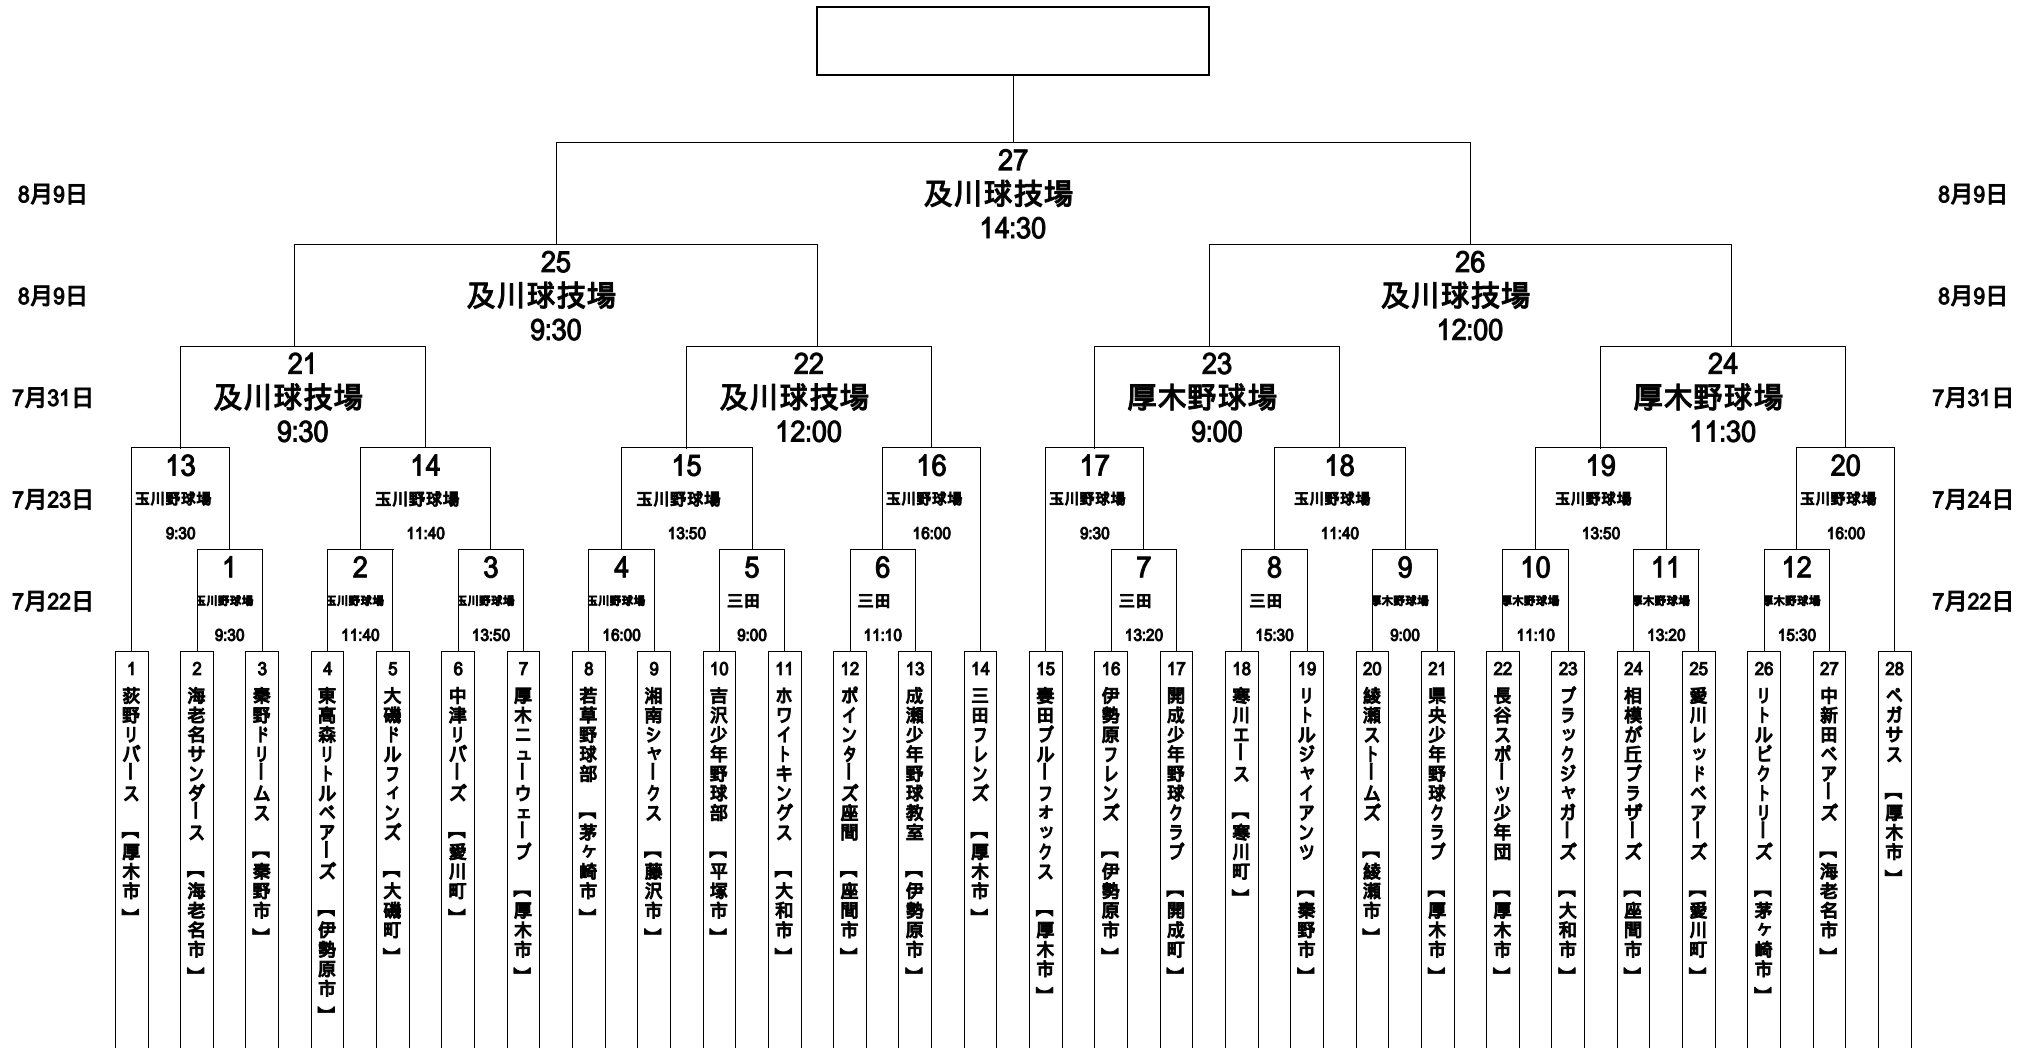 27
8月9日 及川球技場 8月9日
14:30
25 26
8月9日 及川球技場 及川球技場 8月9日
9:30 12:00
21 22 23 24
7月31日 及川球技場 及川球技場 厚木野球場 厚木野球場 7月31日
9:30 12:00 9:00 11:30
13 14 15 16 17 18 19 20
7月23日 玉川野球場 玉川野球場 玉川野球場 玉川野球場 玉川野球場 玉川野球場 玉川野球場 玉川野球場 7月24日
9:30 11:40 13:50 16:00 9:30 11:40 13:50 16:00
1 2 3 4 5 6 7 8 9 10 11 12
7月22日 玉川野球場 玉川野球場 玉川野球場 玉川野球場 三田 三田 三田 三田 厚木野球場 厚木野球場 厚木野球場 厚木野球場 7月22日
9:30 11:40 13:50 16:00 9:00 11:10 13:20 15:30 9:00 11:10 13:20 15:30
1 荻野リバース 【厚木市】
2 海老名サンダース 【海老名市】
3 秦野ドリームス 【秦野市】
4 東高森リトルベアーズ 【伊勢原市】
5 大磯ドルフィンズ 【大磯町】
6 中津リバーズ 【愛川町】
7 厚木ニューウェーブ 【厚木市】
8 若草野球部 【茅ヶ崎市】
9 湘南シャークス 【藤沢市】
10 吉沢少年野球部 【平塚市】
11 ホワイトキングス 【大和市】
12 ポインターズ座間 【座間市】
13 成瀬少年野球教室 【伊勢原市】
14 三田フレンズ 【厚木市】
15 妻田ブルーフォックス 【厚木市】
16 伊勢原フレンズ 【伊勢原市】
17 開成少年野球クラブ 【開成町】
18 寒川エース 【寒川町】
19 リトルジャイアンツ 【秦野市】
20 綾瀬ストームズ 【綾瀬市】
21 県央少年野球クラブ 【厚木市】
22 長谷スポーツ少年団 【厚木市】
23 ブラックジャガーズ 【大和市】
24 相模が丘ブラザーズ 【座間市】
25 愛川レッドベアーズ 【愛川町】
26 リトルビクトリーズ 【茅ヶ崎市】
27 中新田ベアーズ 【海老名市】
28 ペガサス 【厚木市】